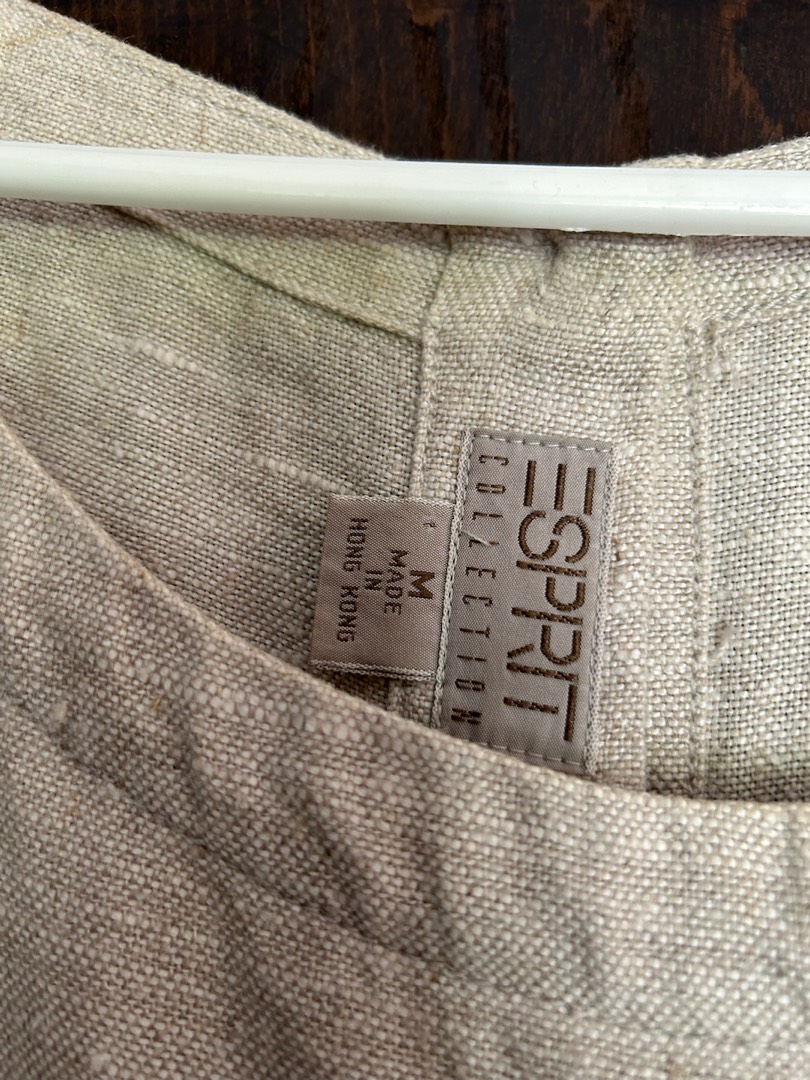 ESPRIT
COLLECTION
M
MADE
IN
HONG KONG